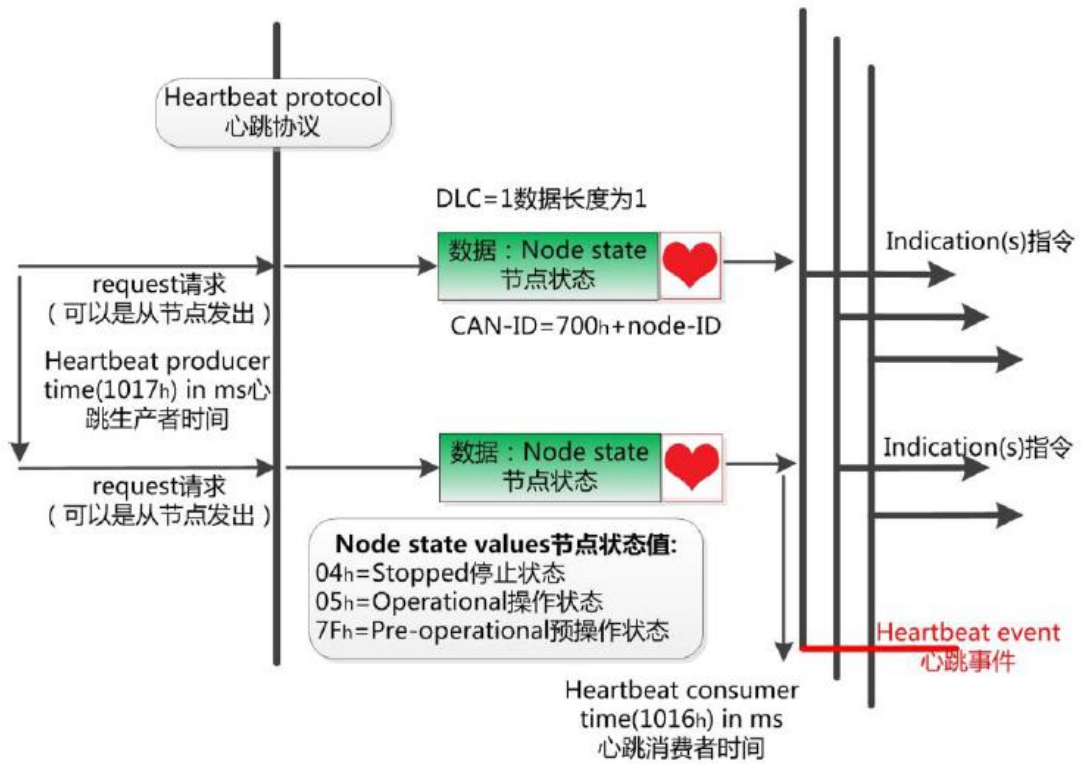 Heartbeat protocol
心跳协议
DLC=1数据长度为1
数据：Node state
节点状态
Indication(s)指令
request请求
（可以是从节点发出）
CAN-ID=700h+node-ID
Heartbeat producer
time(1017h) in ms心
跳生产者时间
数据：Node state
节点状态
Indication(s)指令
request请求
（可以是从节点发出）
Node state values节点状态值:
04h=Stopped停止状态
05h=Operational操作状态
7Fh=Pre-operational预操作状态
Heartbeat event
心跳事件
Heartbeat consumer
time(1016h) in ms
心跳消费者时间